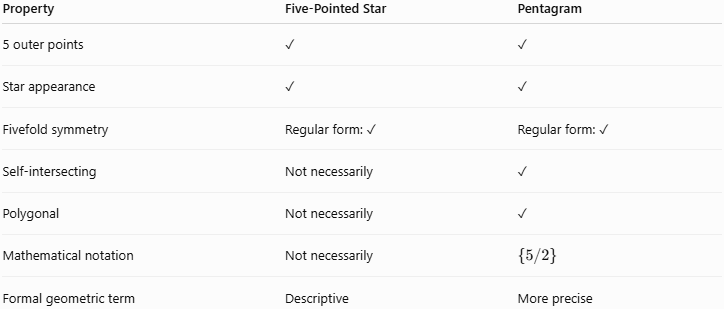 Property Five-Pointed Star Pentagram
5 outer points ✓ ✓
Star appearance ✓ ✓
Fivefold symmetry Regular form: ✓ Regular form: ✓
Self-intersecting Not necessarily ✓
Polygonal Not necessarily ✓
Mathematical notation Not necessarily {5/2}
Formal geometric term Descriptive More precise